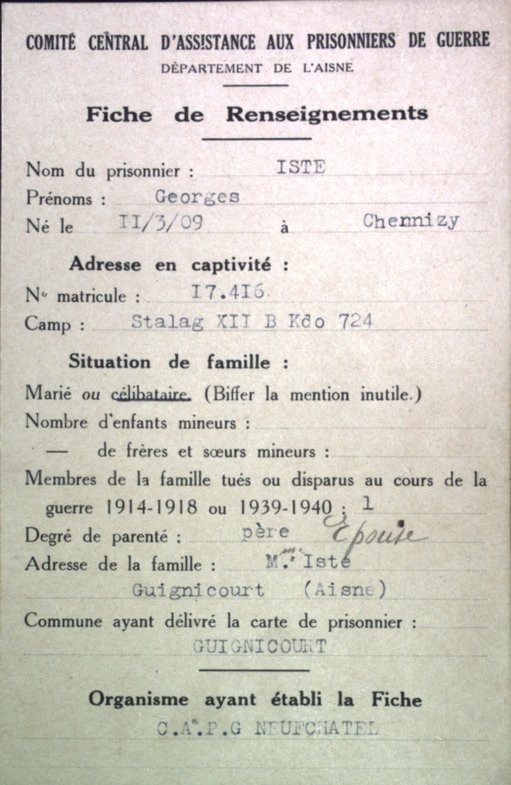 COMITÉ CENTRAL D'ASSISTANCE AUX PRISONNIERS DE GUERRE
DÉPARTEMENT DE L'AISNE
Fiche de Renseignements
Nom du prisonnier : ISTE
Prénoms : Georges
Né le II/3/09 à Chennizy
Adresse en captivité :
N° matricule : I7.4I6
Camp : Stalag XII B Kdo 724
Situation de famille :
Marié ou célibataire. (Biffer la mention inutile.)
Nombre d'enfants mineurs :
— de frères et sœurs mineurs :
Membres de la famille tués ou disparus au cours de la
guerre 1914-1918 ou 1939-1940 : 1
Degré de parenté : père Epouse
Adresse de la famille : M.me Iste
Guignicourt (Aisne)
Commune ayant délivré la carte de prisonnier :
GUIGNICOURT
Organisme ayant établi la Fiche
C.A.P.G NEUFCHATEL